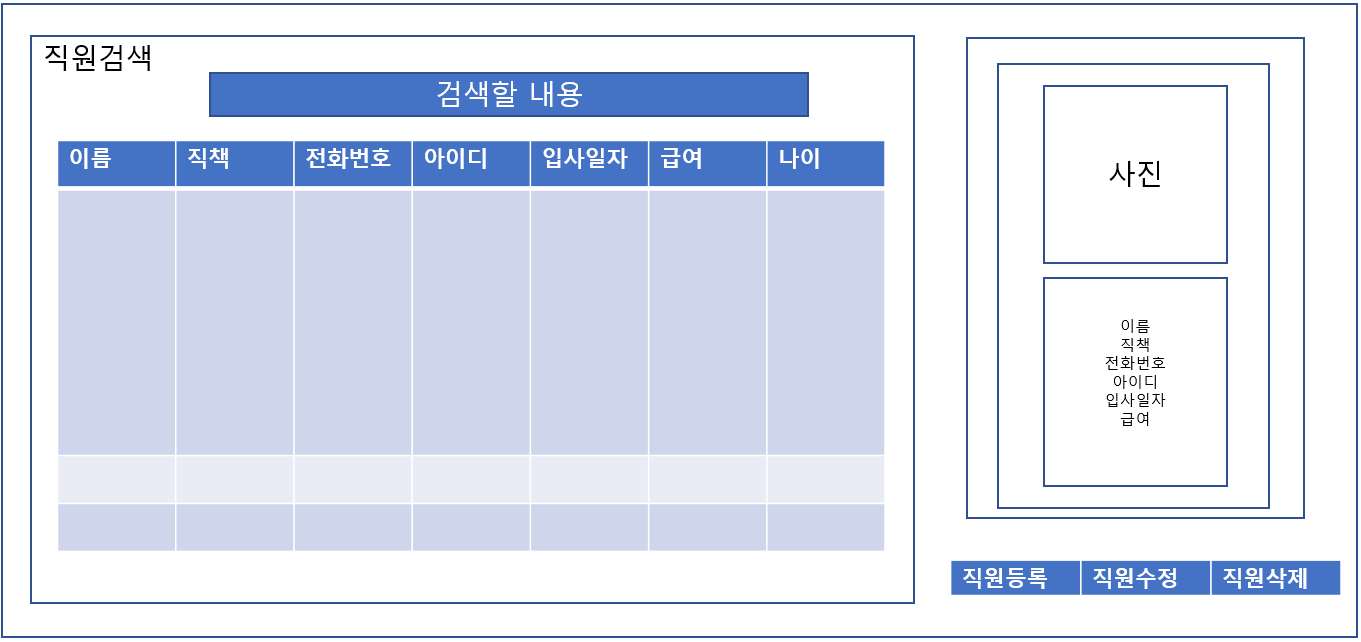 직원검색
검색할 내용
이름 직책 전화번호 아이디 입사일자 급여 나이
사진
이름
직책
전화번호
아이디
입사일자
급여
직원등록 직원수정 직원삭제